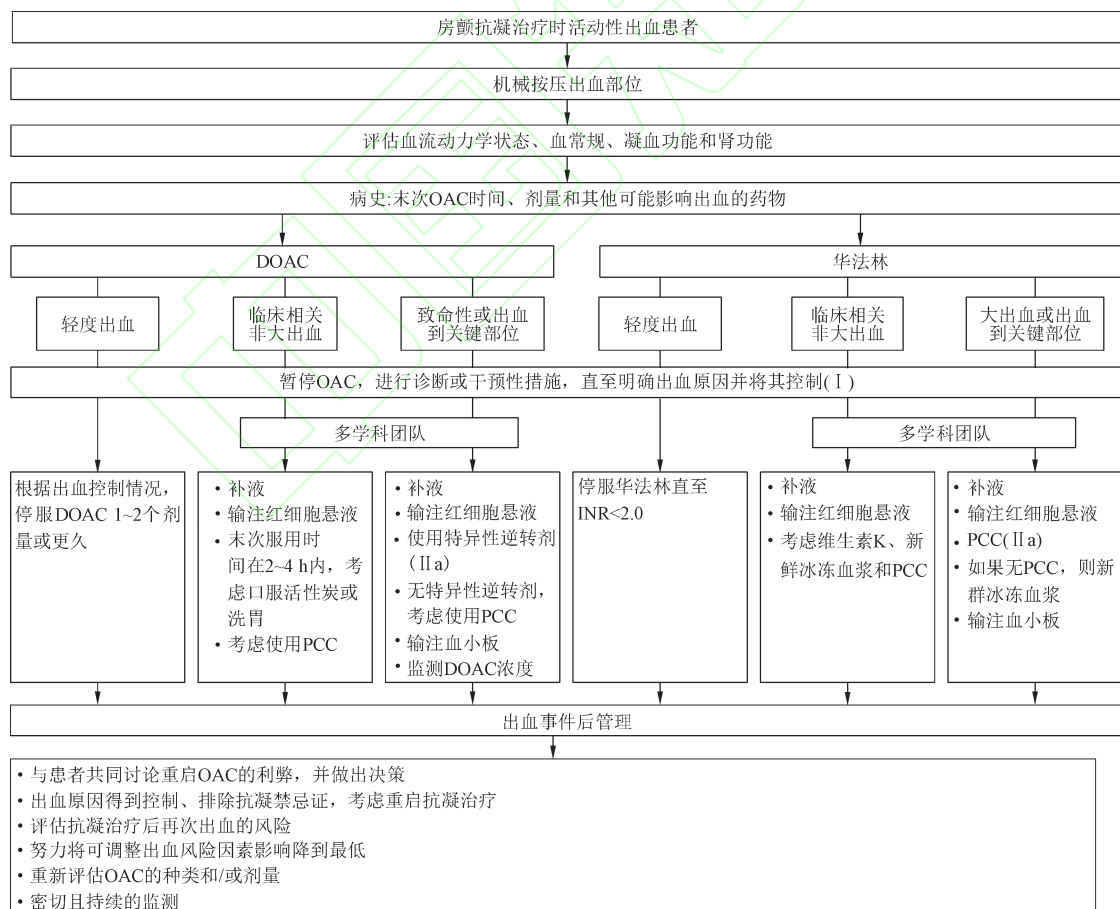 房颤抗凝治疗时活动性出血患者
机械按压出血部位
评估血流动力学状态、血常规、凝血功能和肾功能
病史:末次OAC时间、剂量和其他可能影响出血的药物
DOAC
华法林
轻度出血
临床相关
非大出血
致命性或出血
到关键部位
轻度出血
临床相关
非大出血
大出血或出血
到关键部位
暂停OAC，进行诊断或干预性措施，直至明确出血原因并将其控制(Ⅰ)
多学科团队
多学科团队
根据出血控制情况，
停服DOAC 1~2个剂
量或更久
• 补液
• 输注红细胞悬液
• 末次服用时
间在2~4 h内，考
虑口服活性炭或
洗胃
• 考虑使用PCC
• 补液
• 输注红细胞悬液
• 使用特异性逆转剂
(Ⅱa)
• 无特异性逆转剂，
考虑使用PCC
• 输注血小板
• 监测DOAC浓度
停服华法林直至
INR<2.0
• 补液
• 输注红细胞悬液
• 考虑维生素K、新
鲜冰冻血浆和PCC
• 补液
• 输注红细胞悬液
• PCC(Ⅱa)
• 如果无PCC，则新
群冰冻血浆
• 输注血小板
出血事件后管理
• 与患者共同讨论重启OAC的利弊，并做出决策
• 出血原因得到控制、排除抗凝禁忌证，考虑重启抗凝治疗
• 评估抗凝治疗后再次出血的风险
• 努力将可调整出血风险因素影响降到最低
• 重新评估OAC的种类和/或剂量
• 密切且持续的监测